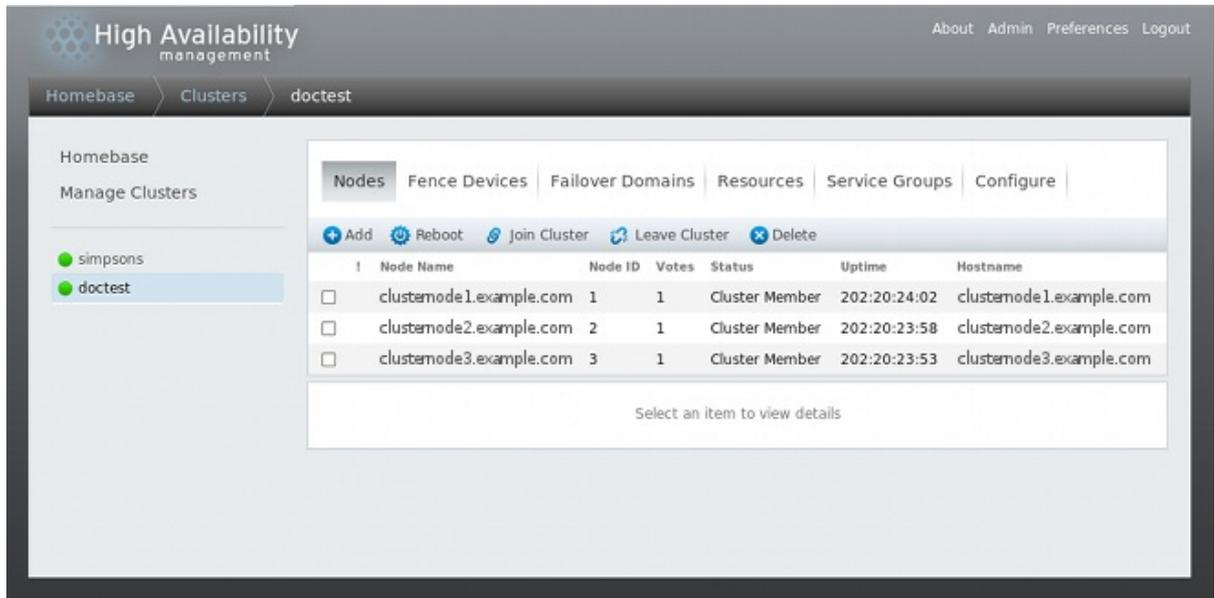 High Availability
management
About Admin Preferences Logout
Homebase Clusters doctest
Homebase
Manage Clusters
simpsons
doctest
Nodes Fence Devices Failover Domains Resources Service Groups Configure
Add Reboot Join Cluster Leave Cluster Delete
! Node Name Node ID Votes Status Uptime Hostname
clusternode1.example.com 1 1 Cluster Member 202:20:24:02 clusternode1.example.com
clusternode2.example.com 2 1 Cluster Member 202:20:23:58 clusternode2.example.com
clusternode3.example.com 3 1 Cluster Member 202:20:23:53 clusternode3.example.com
Select an item to view details